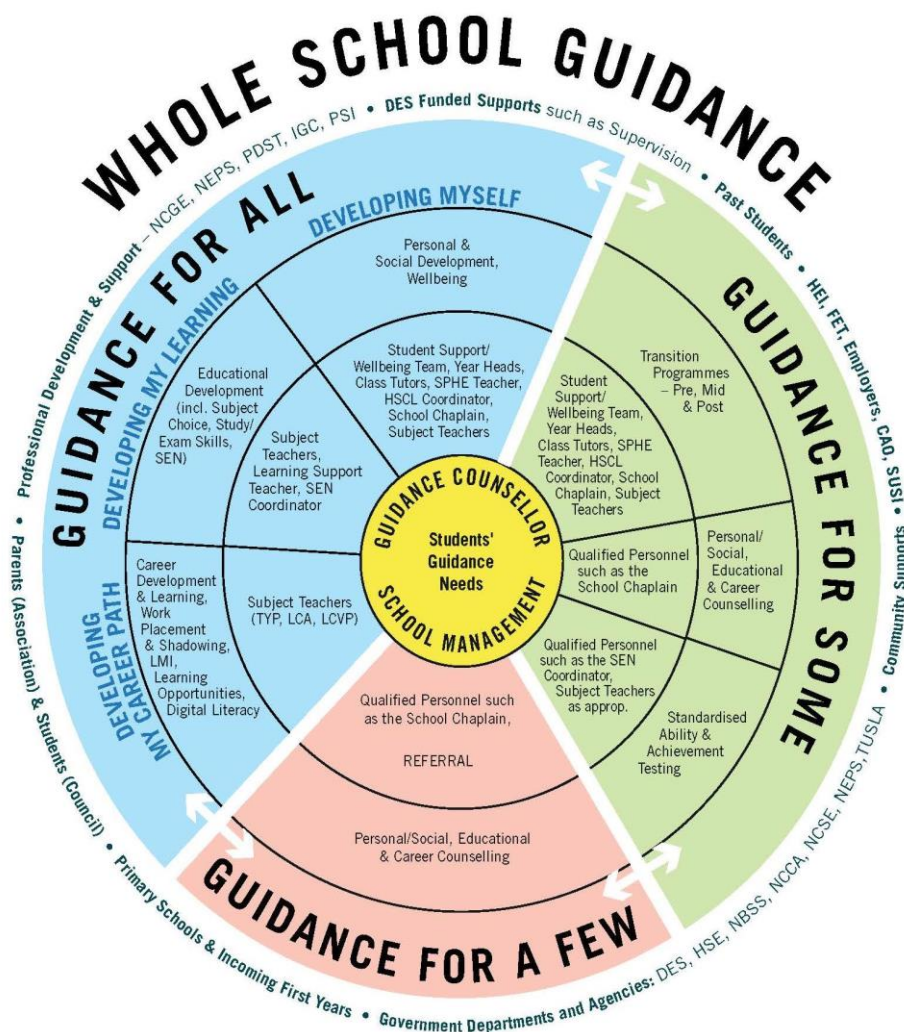 WHOLE SCHOOL GUIDANCE
Professional Development & Support – NCGE, NEPS, PDST, IGC, PSI • DES Funded Supports such as Supervision • Past Students • HEI, FET, Employers, CAO, SUSI • Community Supports
• Government Departments and Agencies: DES, HSE, NBSS, NCCA, NCSE, NEPS,TUSLA
• Primary Schools & Incoming First Years
• Parents (Association) & Students (Council) •
GUIDANCE FOR ALL
DEVELOPING MYSELF
Personal &
Social Development,
Wellbeing
Student Support/
Wellbeing Team, Year Heads,
Class Tutors, SPHE Teacher,
HSCL Coordinator,
School Chaplain,
Subject Teachers
DEVELOPING MY LEARNING
Educational
Development
(incl. Subject
Choice, Study/
Exam Skills,
SEN)
Subject
Teachers,
Learning Support
Teacher, SEN
Coordinator
DEVELOPING
MY CAREER PATH
Career
Development
& Learning,
Work
Placement
& Shadowing,
LMI,
Learning
Opportunities,
Digital Literacy
Subject Teachers
(TYP, LCA, LCVP)
GUIDANCE COUNSELLOR
Students'
Guidance
Needs
SCHOOL MANAGEMENT
GUIDANCE FOR SOME
Transition
Programmes
– Pre, Mid
& Post
Student
Support/
Wellbeing Team,
Year Heads,
Class Tutors, SPHE
Teacher, HSCL
Coordinator, School
Chaplain, Subject
Teachers
Personal/
Social,
Educational
& Career
Counselling
Qualified Personnel
such as the
School Chaplain
Qualified Personnel
such as the SEN
Coordinator,
Subject Teachers
as approp.
Standardised
Ability &
Achievement
Testing
Qualified Personnel such
as the School Chaplain,
REFERRAL
Personal/Social, Educational
& Career Counselling
GUIDANCE FOR A FEW